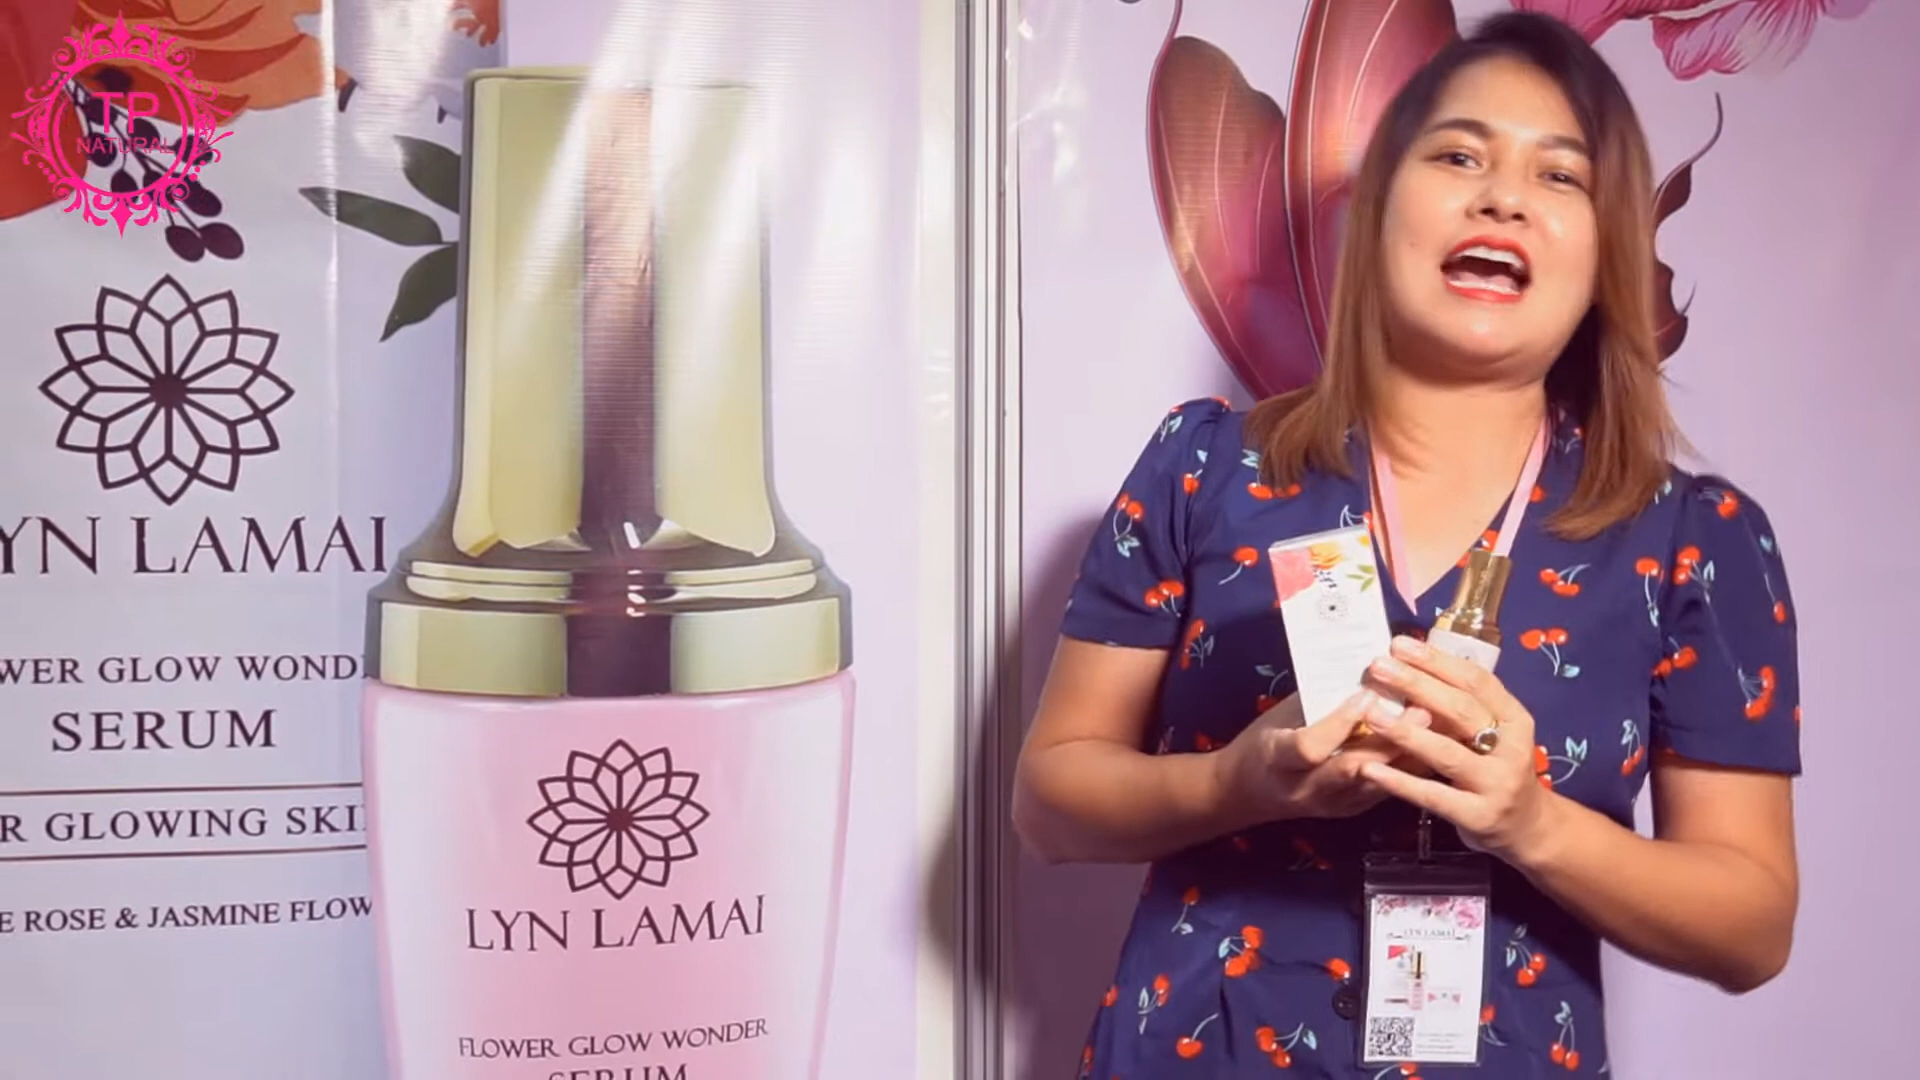 TP
NATURAL
YN LAMAI
WER GLOW WOND
SERUM
R GLOWING SKI
E ROSE & JASMINE FLOW
LYN LAMAI
FLOWER GLOW WONDER
SERUM
LYN LAMAI